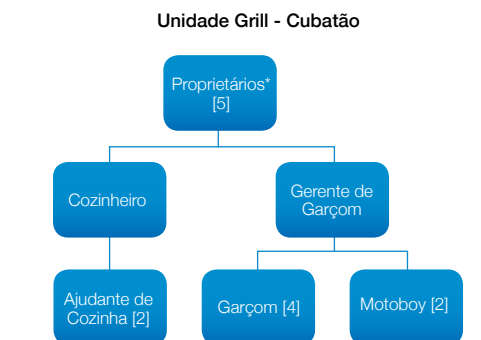 Unidade Grill - Cubatão
Proprietários*
[5]
Cozinheiro
Gerente de
Garçom
Ajudante de
Cozinha [2]
Garçom [4]
Motoboy [2]